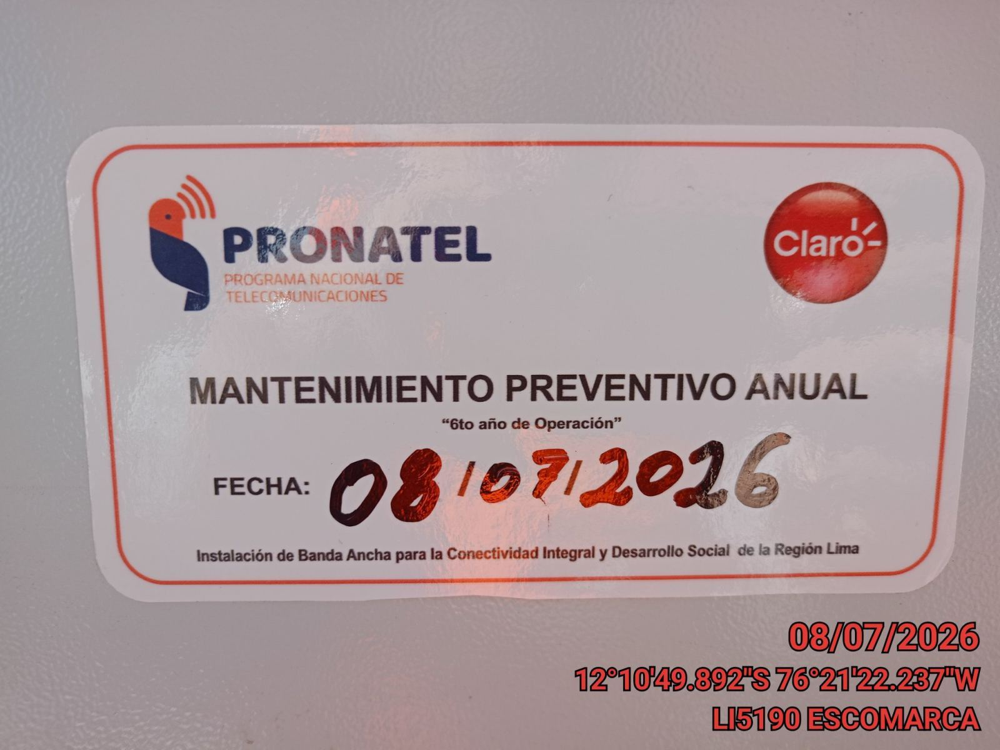 PRONATEL
PROGRAMA NACIONAL DE
TELECOMUNICACIONES
Claro
MANTENIMIENTO PREVENTIVO ANUAL
“6to año de Operación”
FECHA: 08/07/2026
Instalación de Banda Ancha para la Conectividad Integral y Desarrollo Social de la Región Lima
08/07/2026
12°10'49.892"S 76°21'22.237"W
LI5190 ESCOMARCA